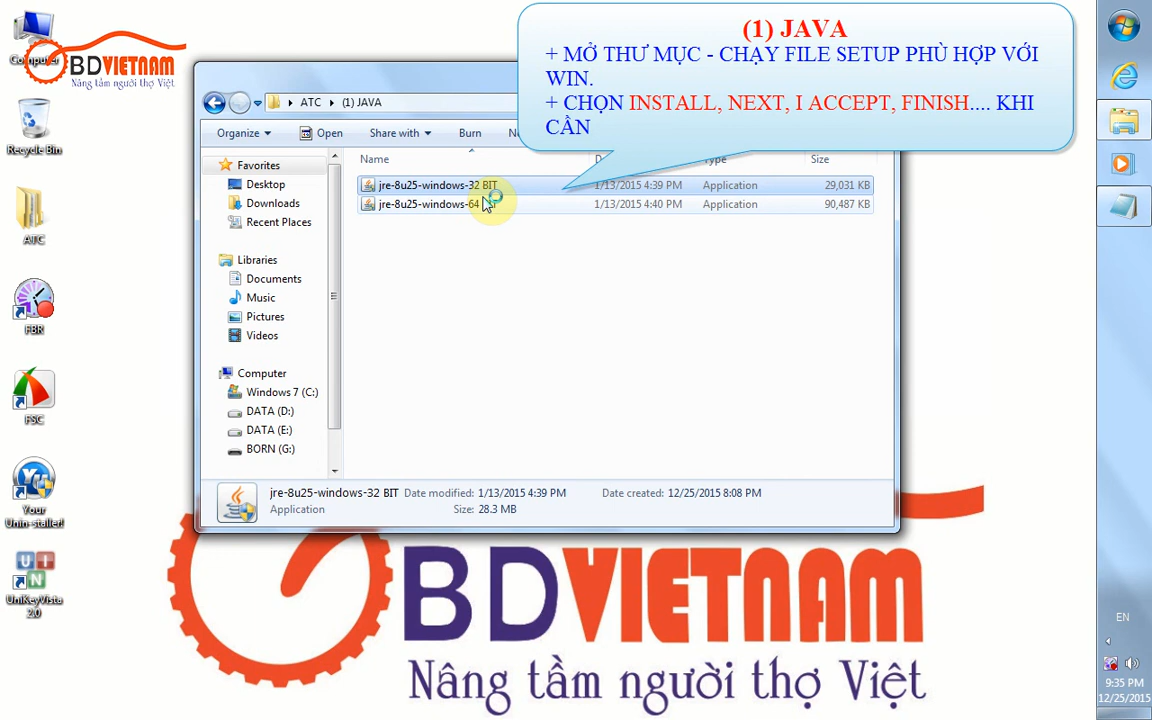 (1) JAVA
+ MỞ THƯ MỤC - CHẠY FILE SETUP PHÙ HỢP VỚI
WIN.
+ CHỌN INSTALL, NEXT, I ACCEPT, FINISH.... KHI
CẦN
Computer
BDVIETNAM
Nâng tầm người thợ Việt
Recycle Bin
ATC
FBR
FSC
Your
Unin-staller!
UniKeyVista
2.0
ATC
(1) JAVA
Organize
Open
Share with
Burn
Name
Type
Size
jre-8u25-windows-32 BIT
1/13/2015 4:39 PM
Application
29,031 KB
jre-8u25-windows-64
1/13/2015 4:40 PM
Application
90,487 KB
Favorites
Desktop
Downloads
Recent Places
Libraries
Documents
Music
Pictures
Videos
Computer
Windows 7 (C:)
DATA (D:)
DATA (E:)
BORN (G:)
jre-8u25-windows-32 BIT Date modified: 1/13/2015 4:39 PM Date created: 12/25/2015 8:08 PM
Application Size: 28.3 MB
BDVIETNAM
Nâng tầm người thợ Việt
EN
9:35 PM
12/25/2015